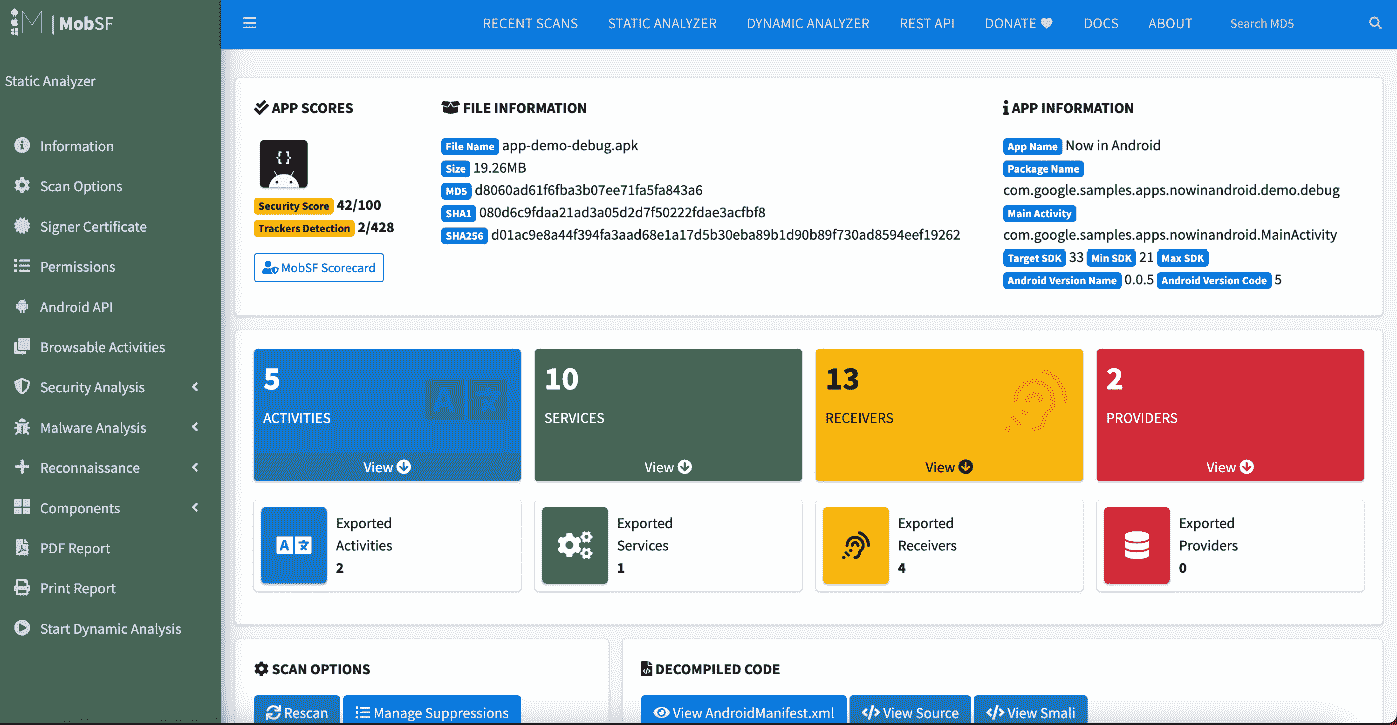 MobSF
RECENT SCANS STATIC ANALYZER DYNAMIC ANALYZER REST API DONATE DOCS ABOUT Search MD5
Static Analyzer
Information
Scan Options
Signer Certificate
Permissions
Android API
Browsable Activities
Security Analysis
Malware Analysis
Reconnaissance
Components
PDF Report
Print Report
Start Dynamic Analysis
APP SCORES
Security Score 42/100
Trackers Detection 2/428
MobSF Scorecard
FILE INFORMATION
File Name app-demo-debug.apk
Size 19.26MB
MD5 d8060ad61f6fba3b07ee71fa5fa843a6
SHA1 080d6c9fdaa21ad3a05d2d7f50222fdae3acfbf8
SHA256 d01ac9e8a44f394fa3aad68e1a17d5b30eba89b1d90b89f730ad8594eef19262
APP INFORMATION
App Name Now in Android
Package Name
com.google.samples.apps.nowinandroid.demo.debug
Main Activity
com.google.samples.apps.nowinandroid.MainActivity
Target SDK 33 Min SDK 21 Max SDK
Android Version Name 0.0.5 Android Version Code 5
5
ACTIVITIES
View
10
SERVICES
View
13
RECEIVERS
View
2
PROVIDERS
View
Exported
Activities
2
Exported
Services
1
Exported
Receivers
4
Exported
Providers
0
SCAN OPTIONS
Rescan Manage Suppressions
DECOMPILED CODE
View AndroidManifest.xml View Source View Smali